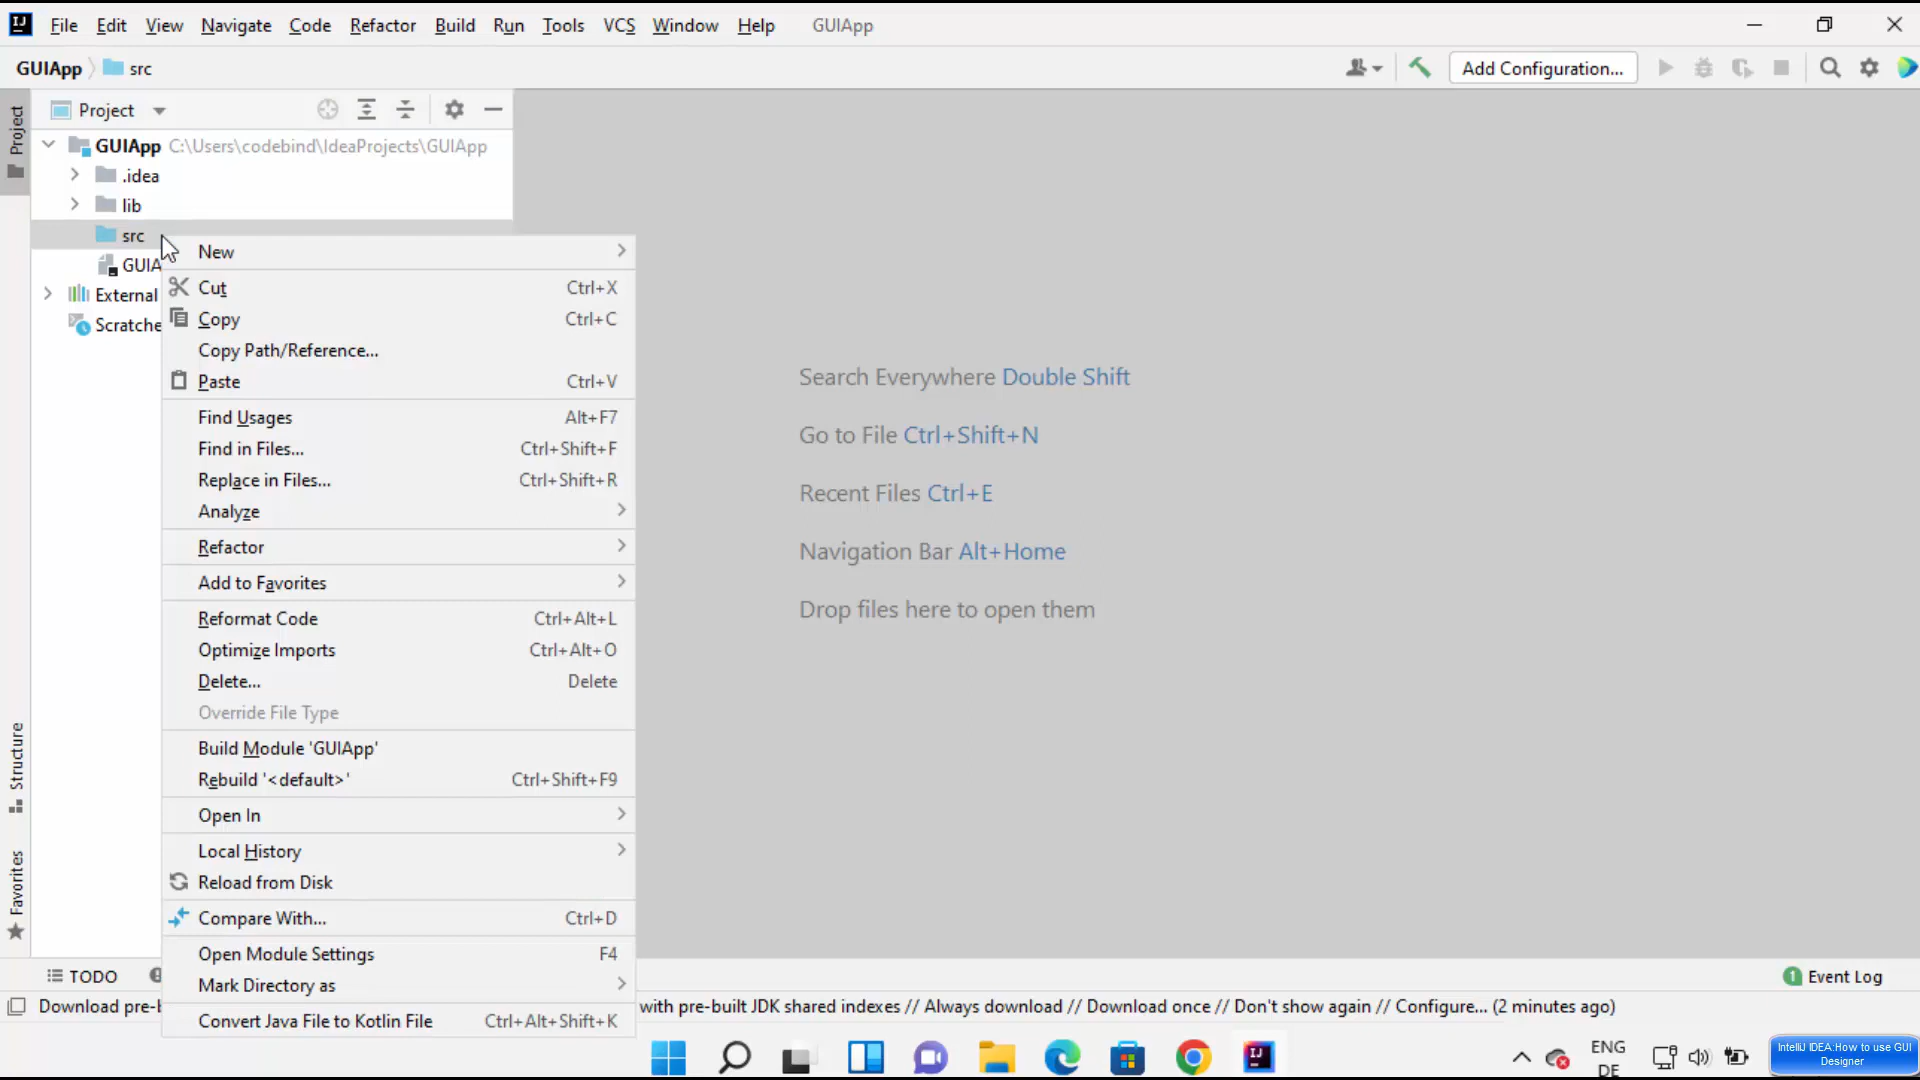 IJ File Edit View Navigate Code Refactor Build Run Tools VCS Window Help GUIApp
GUIApp src Add Configuration...
Project
Project
GUIApp C:\Users\codebind\IdeaProjects\GUIApp
.idea
lib
src
GUIA
External
Scratche
New
Cut Ctrl+X
Copy Ctrl+C
Copy Path/Reference...
Paste Ctrl+V
Find Usages Alt+F7
Find in Files... Ctrl+Shift+F
Replace in Files... Ctrl+Shift+R
Analyze
Refactor
Add to Favorites
Reformat Code Ctrl+Alt+L
Optimize Imports Ctrl+Alt+O
Delete... Delete
Override File Type
Build Module 'GUIApp'
Rebuild '<default>' Ctrl+Shift+F9
Open In
Local History
Reload from Disk
Compare With... Ctrl+D
Open Module Settings F4
Mark Directory as
Convert Java File to Kotlin File Ctrl+Alt+Shift+K
Search Everywhere Double Shift
Go to File Ctrl+Shift+N
Recent Files Ctrl+E
Navigation Bar Alt+Home
Drop files here to open them
Structure
Favorites
TODO
1 Event Log
Download pre-b
with pre-built JDK shared indexes // Always download // Download once // Don't show again // Configure... (2 minutes ago)
IJ
ENG
DE
IntelliJ IDEA:How to use GUI
Designer